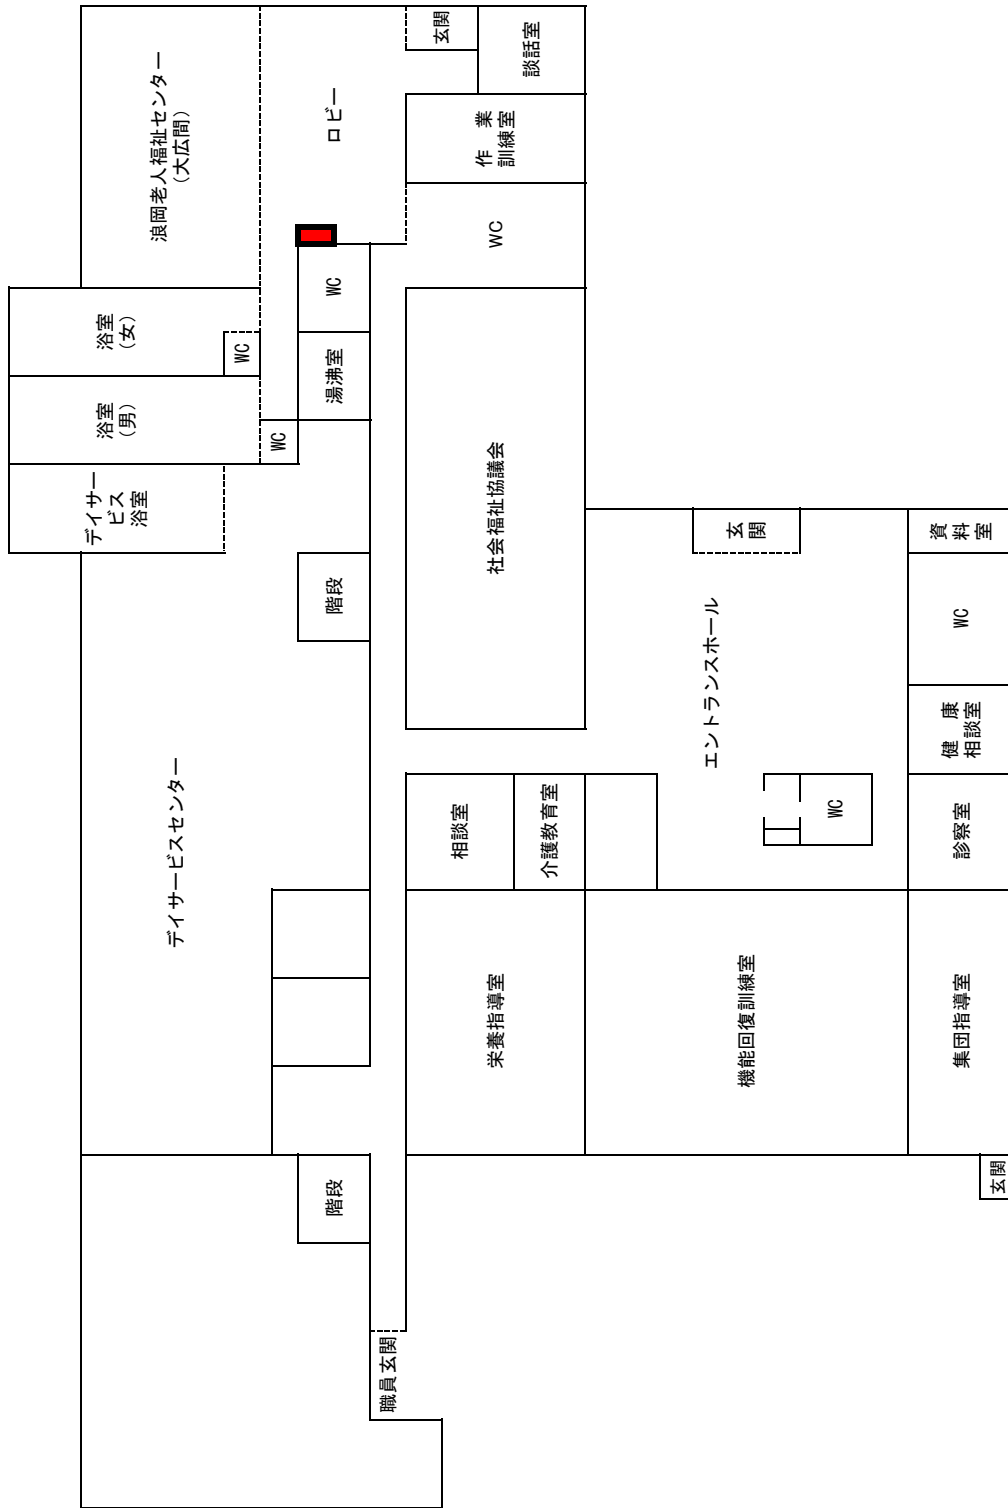 浪岡老人福祉センター
（大広間）
ロビー
玄関
談話室
作　業
訓練室
WC
WC
浴室
（女）
WC
湯沸室
浴室
（男）
WC
デイサー
ビス
浴室
階段
社会福祉協議会
玄
関
資
料
室
WC
エントランスホール
健　康
相談室
デイサービスセンター
相談室
介護教育室
WC
診察室
栄養指導室
機能回復訓練室
集団指導室
階段
玄関
職員玄関